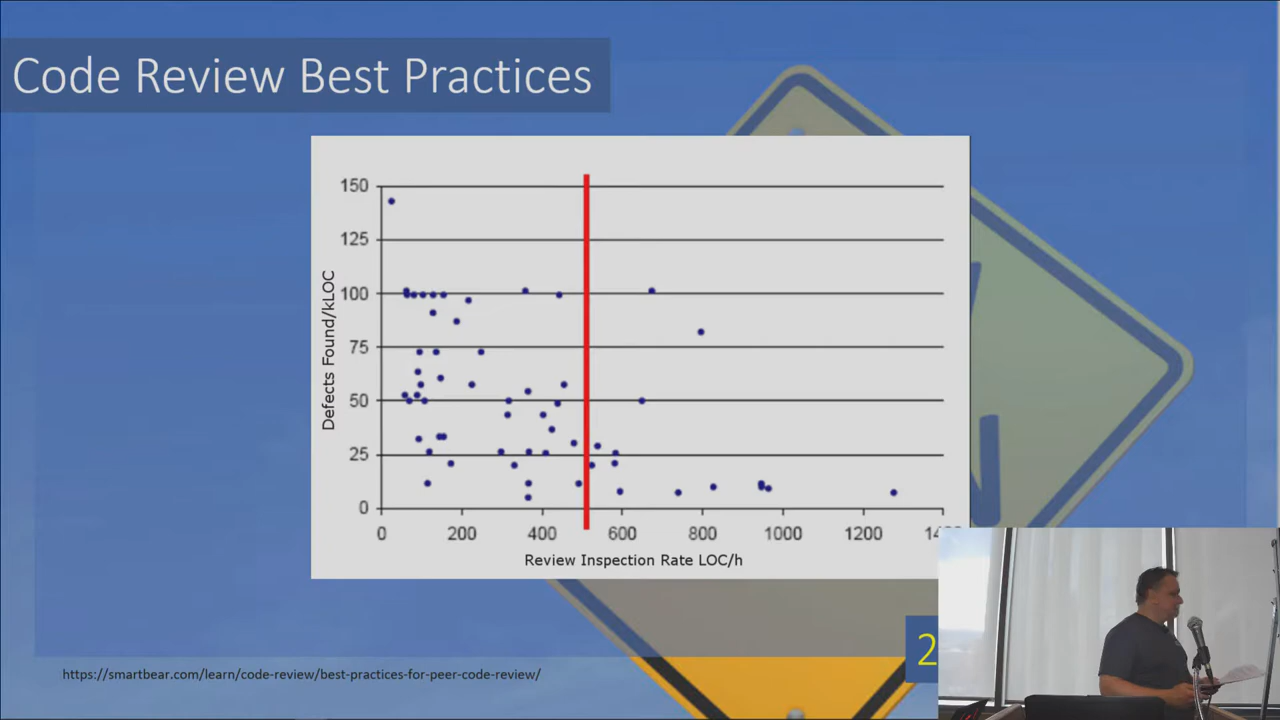 Code Review Best Practices
150
125
100
75
50
25
0
Defects Found/kLOC
0 200 400 600 800 1000 1200
Review Inspection Rate LOC/h
2
https://smartbear.com/learn/code-review/best-practices-for-peer-code-review/